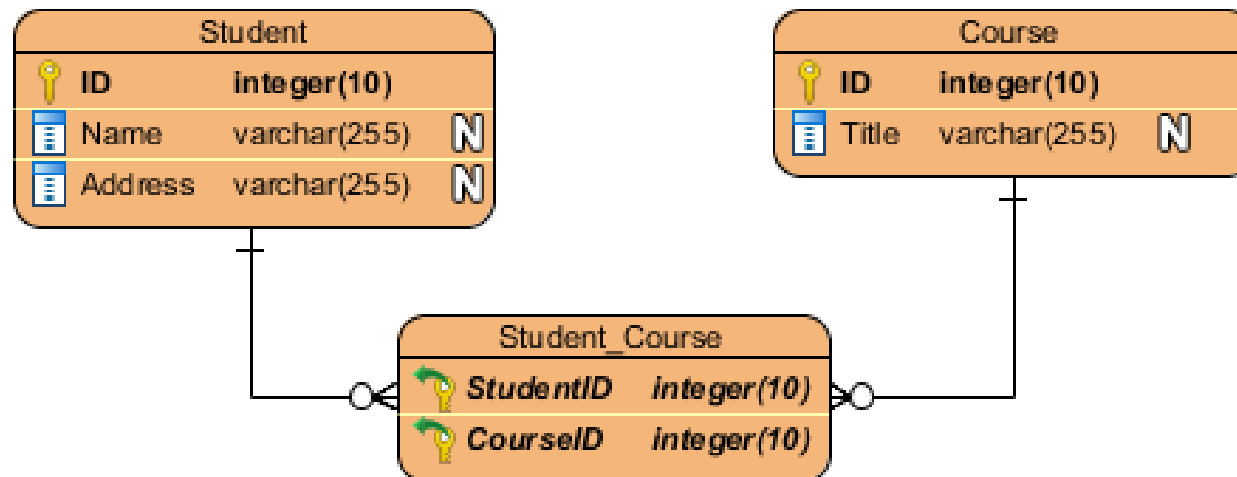 Student
ID integer(10)
Name varchar(255) N
Address varchar(255) N
Course
ID integer(10)
Title varchar(255) N
Student_Course
StudentID integer(10)
CourseID integer(10)